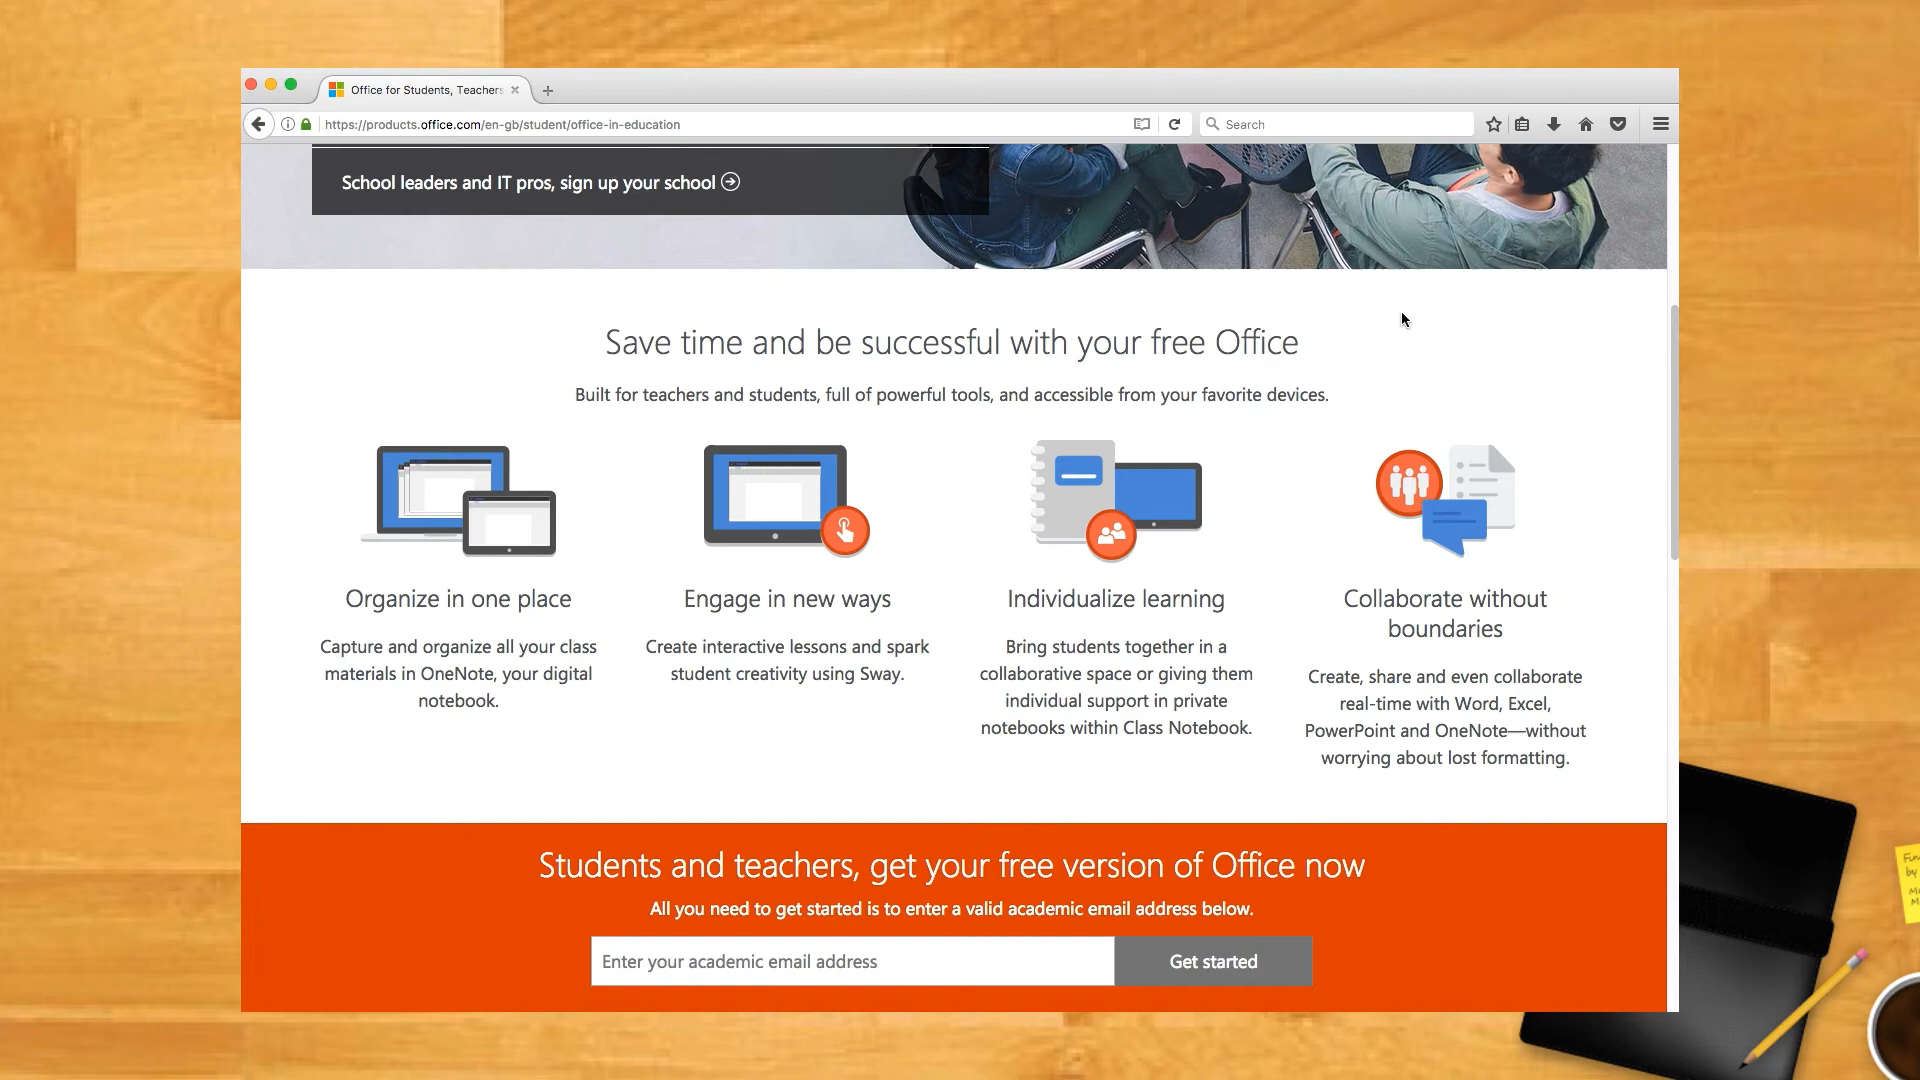 Office for Students, Teachers
https://products.office.com/en-gb/student/office-in-education
Search
School leaders and IT pros, sign up your school
Save time and be successful with your free Office
Built for teachers and students, full of powerful tools, and accessible from your favorite devices.
Organize in one place
Capture and organize all your class
materials in OneNote, your digital
notebook.
Engage in new ways
Create interactive lessons and spark
student creativity using Sway.
Individualize learning
Bring students together in a
collaborative space or giving them
individual support in private
notebooks within Class Notebook.
Collaborate without
boundaries
Create, share and even collaborate
real-time with Word, Excel,
PowerPoint and OneNote—without
worrying about lost formatting.
Students and teachers, get your free version of Office now
All you need to get started is to enter a valid academic email address below.
Enter your academic email address
Get started
by